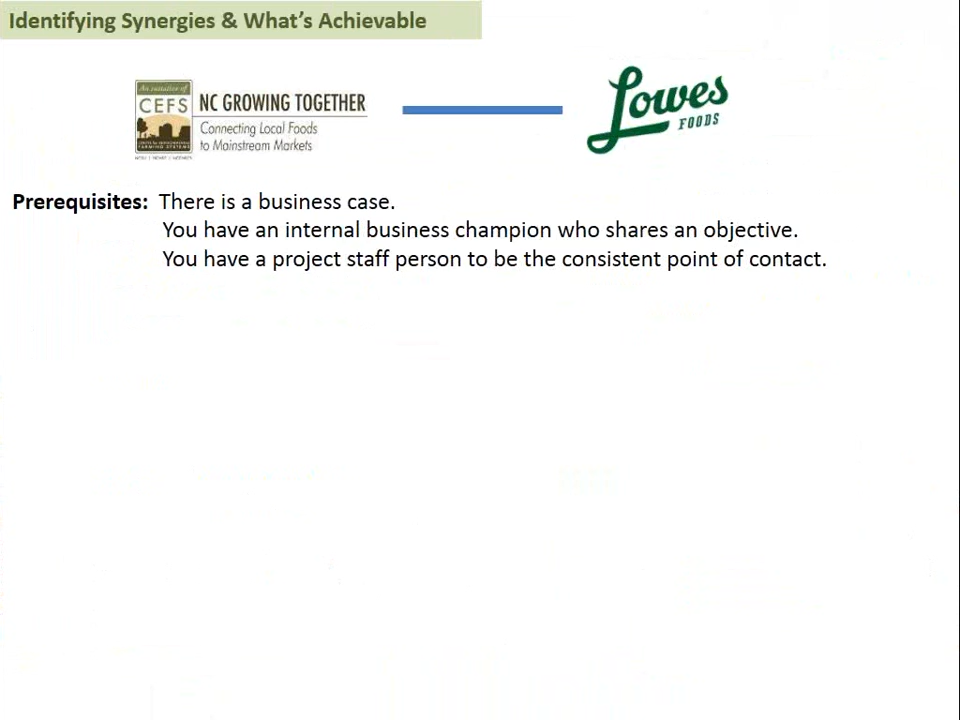 Identifying Synergies & What's Achievable
An initiative of
CEFS
NC GROWING TOGETHER
Connecting Local Foods
to Mainstream Markets
Lowes
FOODS
Prerequisites: There is a business case.
You have an internal business champion who shares an objective.
You have a project staff person to be the consistent point of contact.